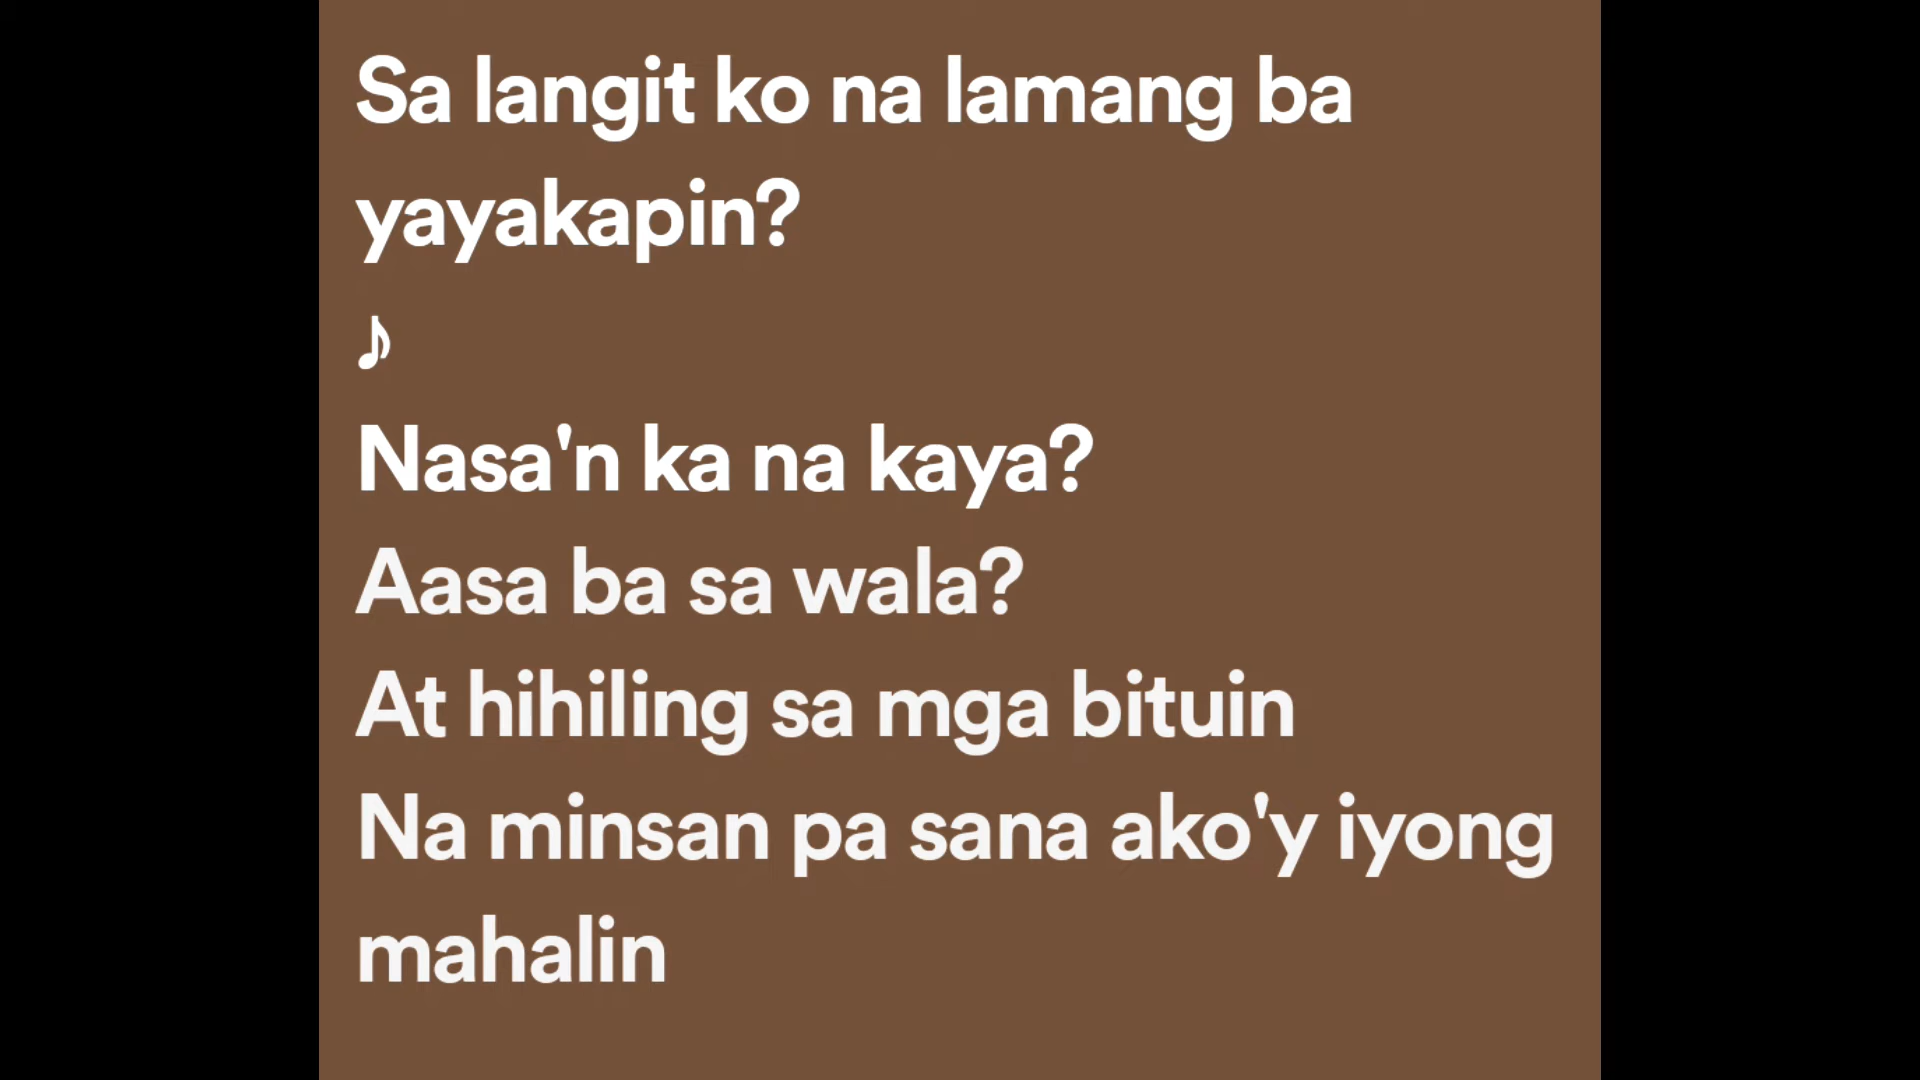 Sa langit ko na lamang ba
yayakapin?
♪
Nasa'n ka na kaya?
Aasa ba sa wala?
At hihiling sa mga bituin
Na minsan pa sana ako'y iyong
mahalin